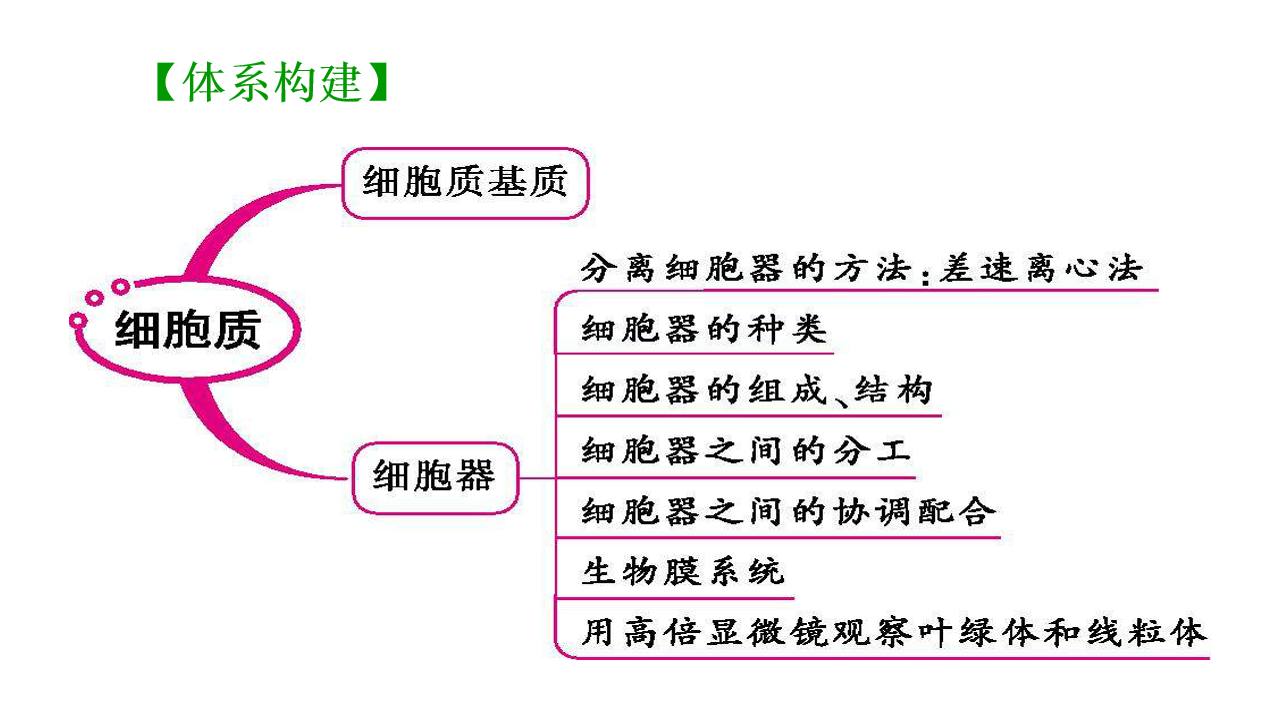 【体系构建】
细胞质基质
细胞质
细胞器
分离细胞器的方法:差速离心法
细胞器的种类
细胞器的组成、结构
细胞器之间的分工
细胞器之间的协调配合
生物膜系统
用高倍显微镜观察叶绿体和线粒体